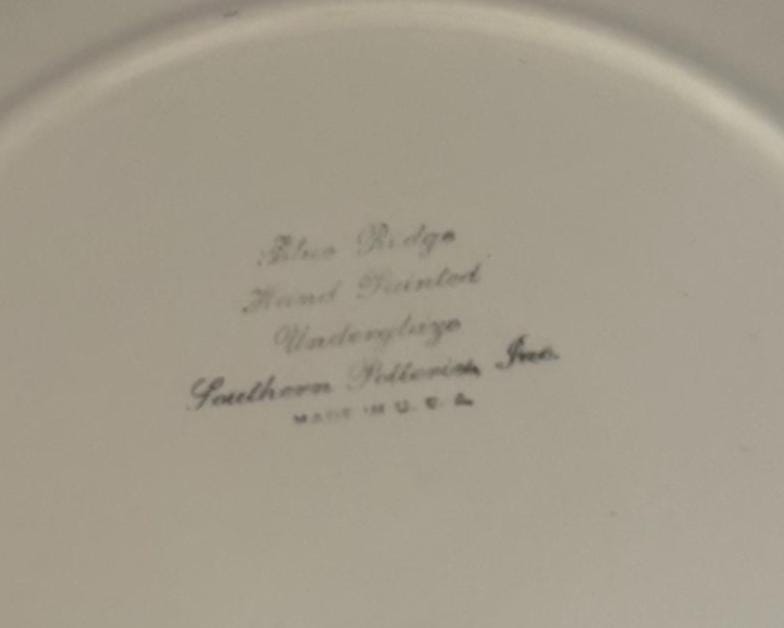 Blue Ridge
Hand Painted
Underglaze
Southern Potteries, Inc.
MADE IN U. S. A.